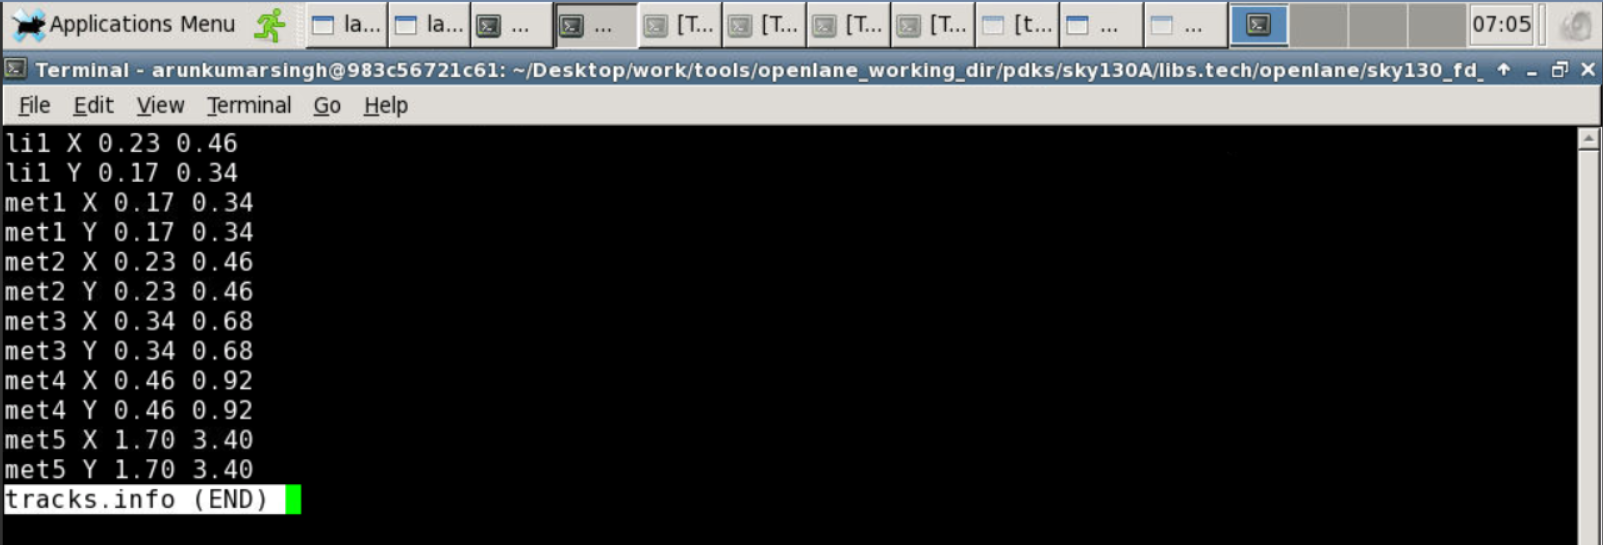 Applications Menu la... la... ... ... [T... [T... [T... [T... [t... ... ... 07:05
Terminal - arunkumarsingh@983c56721c61: ~/Desktop/work/tools/openlane_working_dir/pdks/sky130A/libs.tech/openlane/sky130_fd_
File Edit View Terminal Go Help
li1 X 0.23 0.46
li1 Y 0.17 0.34
met1 X 0.17 0.34
met1 Y 0.17 0.34
met2 X 0.23 0.46
met2 Y 0.23 0.46
met3 X 0.34 0.68
met3 Y 0.34 0.68
met4 X 0.46 0.92
met4 Y 0.46 0.92
met5 X 1.70 3.40
met5 Y 1.70 3.40
tracks.info (END)